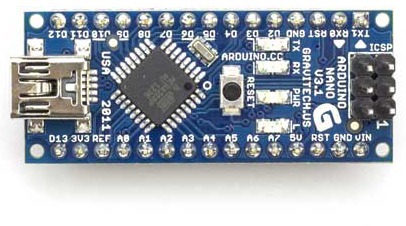 D12 D11 D10 D9 D8 D7 D6 D5 D4 D3 D2 GND RST RX0 TX1
ICSP
USA
2011
ARDUINO.CC
RESET
TX RX
GRAVITECH.US
ARDUINO
NANO
V3.1
G
1
D13 3V3 REF A0 A1 A2 A3 A4 A5 A6 A7 5V RST GND VIN